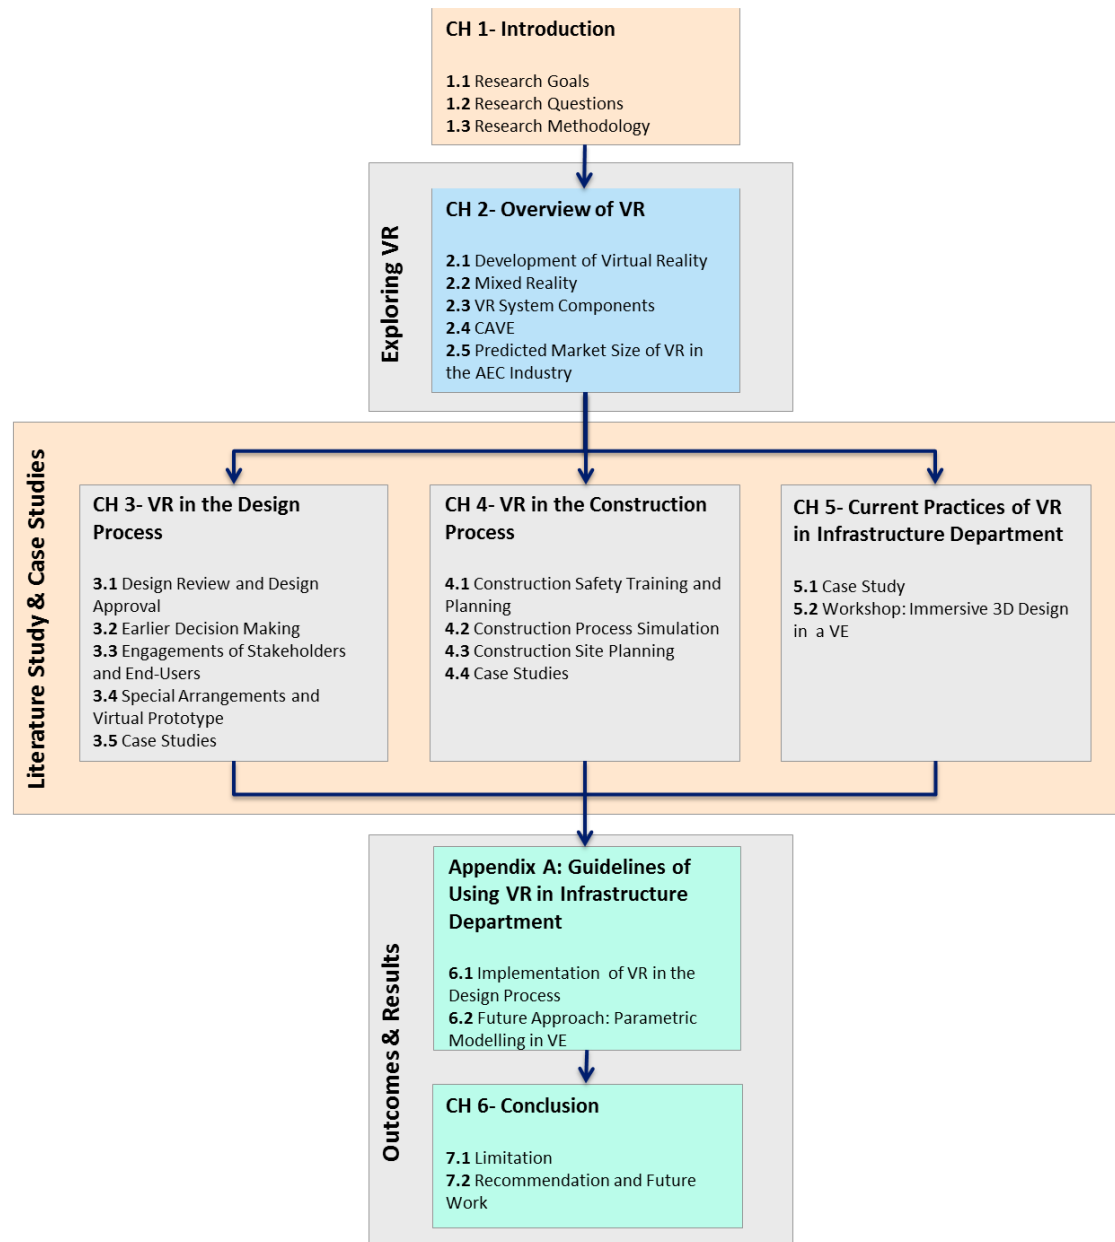 CH 1- Introduction
1.1 Research Goals
1.2 Research Questions
1.3 Research Methodology
Exploring VR
CH 2- Overview of VR
2.1 Development of Virtual Reality
2.2 Mixed Reality
2.3 VR System Components
2.4 CAVE
2.5 Predicted Market Size of VR in
the AEC Industry
Literature Study & Case Studies
CH 3- VR in the Design
Process
3.1 Design Review and Design
Approval
3.2 Earlier Decision Making
3.3 Engagements of Stakeholders
and End-Users
3.4 Special Arrangements and
Virtual Prototype
3.5 Case Studies
CH 4- VR in the Construction
Process
4.1 Construction Safety Training and
Planning
4.2 Construction Process Simulation
4.3 Construction Site Planning
4.4 Case Studies
CH 5- Current Practices of VR
in Infrastructure Department
5.1 Case Study
5.2 Workshop: Immersive 3D Design
in a VE
Outcomes & Results
Appendix A: Guidelines of
Using VR in Infrastructure
Department
6.1 Implementation of VR in the
Design Process
6.2 Future Approach: Parametric
Modelling in VE
CH 6- Conclusion
7.1 Limitation
7.2 Recommendation and Future
Work